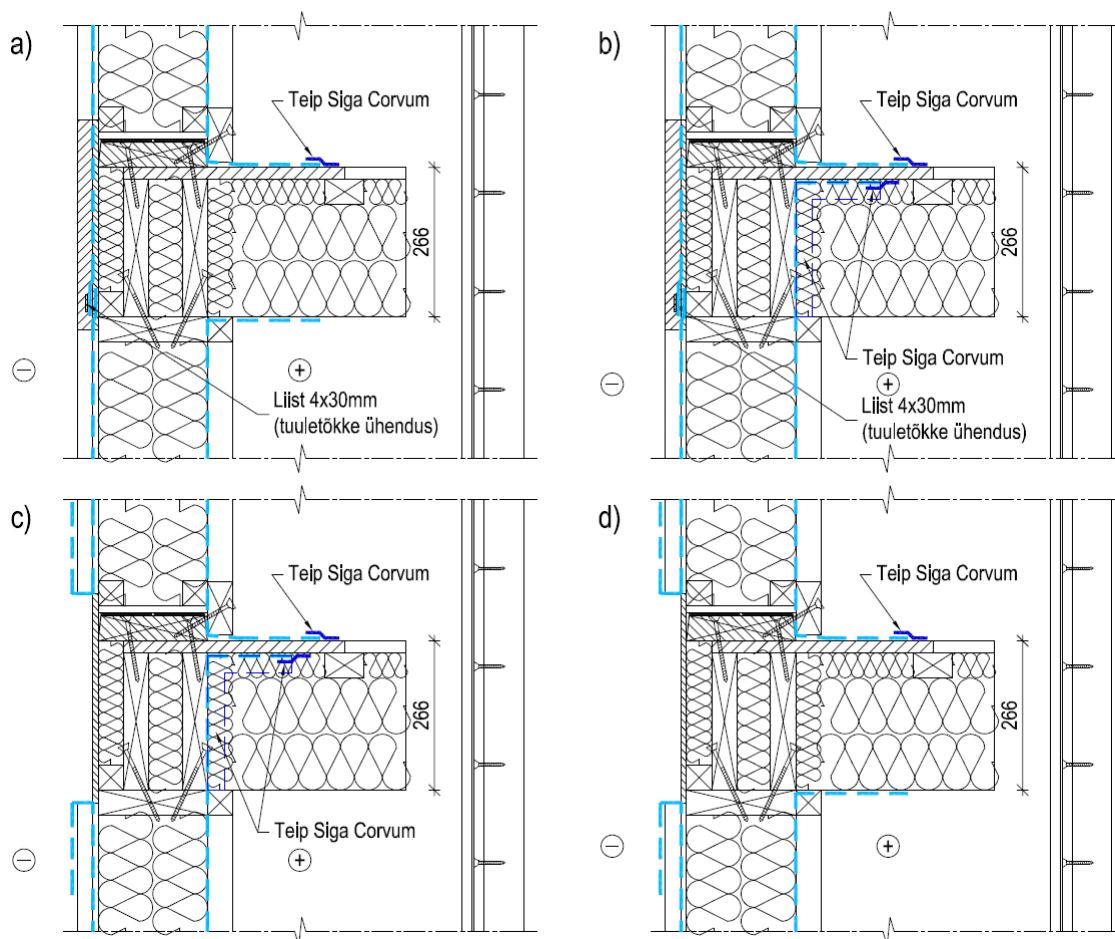 a)
Teip Siga Corvum
266
Liist 4x30mm
(tuuletõkke ühendus)
b)
Teip Siga Corvum
266
Teip Siga Corvum
Liist 4x30mm
(tuuletõkke ühendus)
c)
Teip Siga Corvum
266
Teip Siga Corvum
d)
Teip Siga Corvum
266